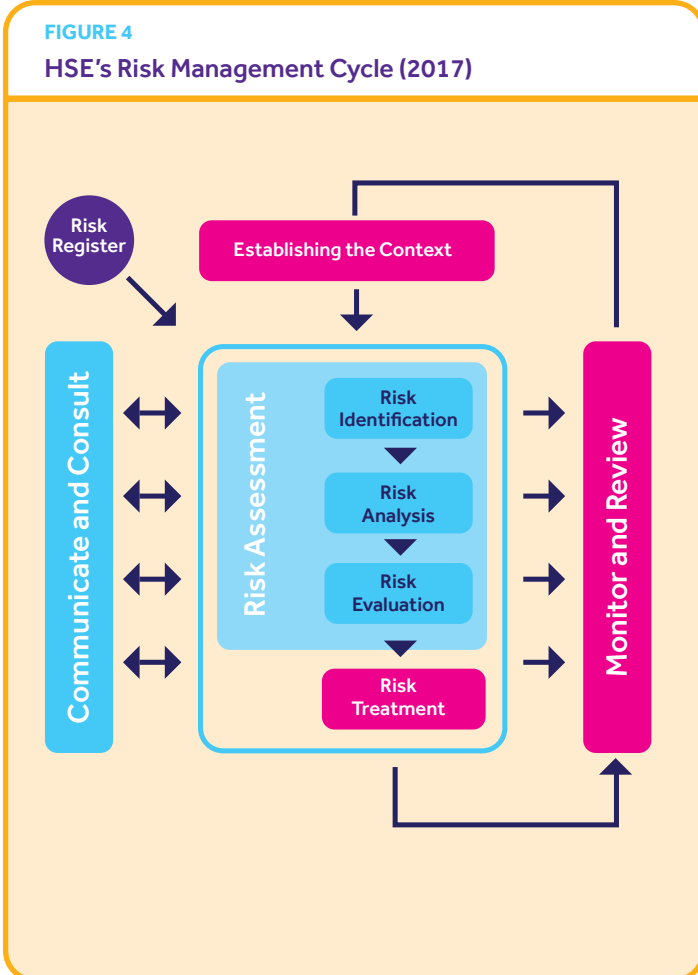 FIGURE 4
HSE’s Risk Management Cycle (2017)
Risk
Register
Establishing the Context
Communicate and Consult
Risk Assessment
Risk
Identification
Risk
Analysis
Risk
Evaluation
Risk
Treatment
Monitor and Review